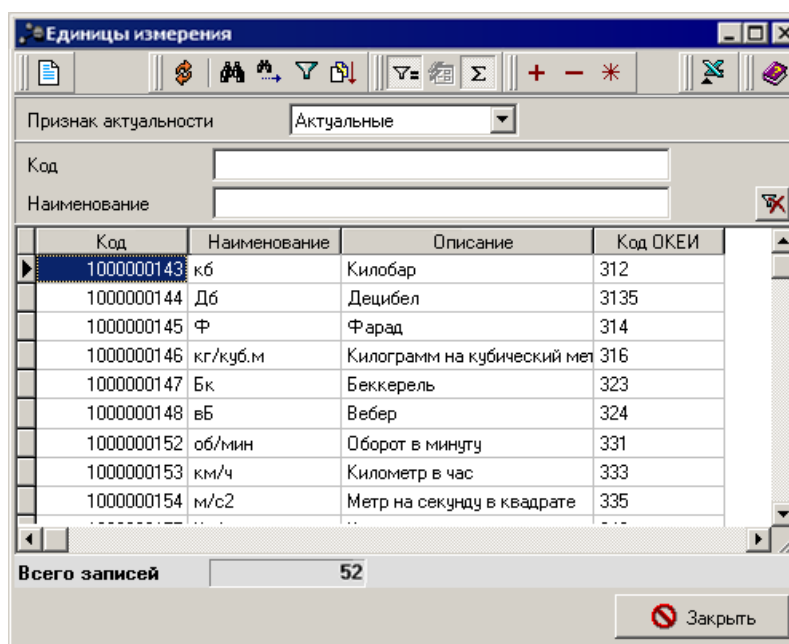 Единицы измерения
Признак актуальности Актуальные
Код
Наименование
Код Наименование Описание Код ОКЕИ
1000000143 кб Килобар 312
1000000144 Дб Децибел 3135
1000000145 Ф Фарад 314
1000000146 кг/куб.м Килограмм на кубический мет 316
1000000147 Бк Беккерель 323
1000000148 вБ Вебер 324
1000000152 об/мин Оборот в минуту 331
1000000153 км/ч Километр в час 333
1000000154 м/с2 Метр на секунду в квадрате 335
Всего записей 52
Закрыть